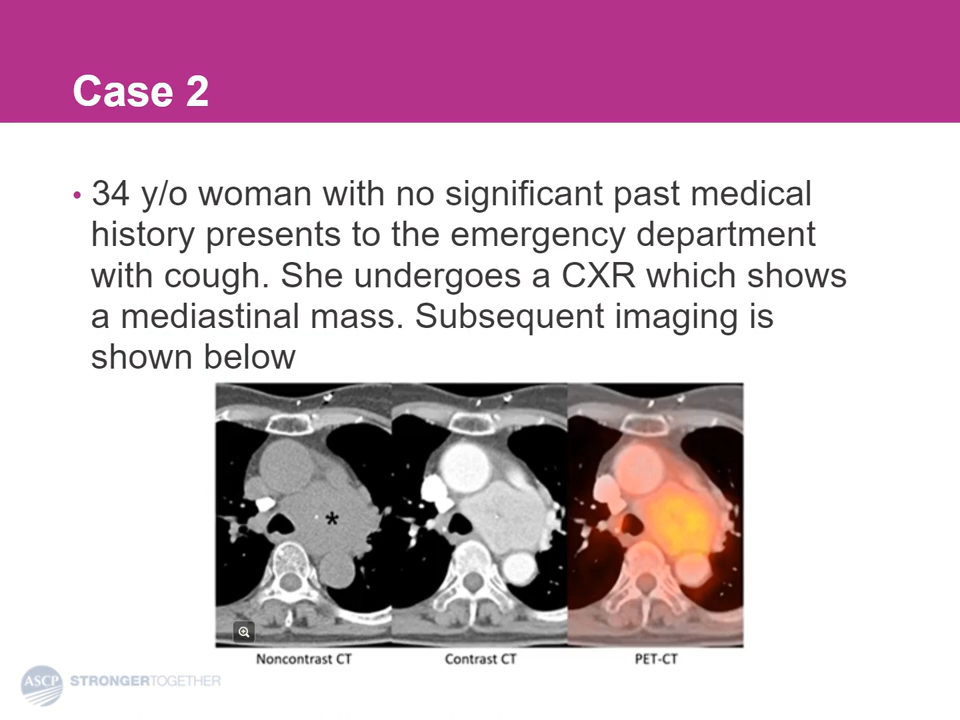 Case 2
• 34 y/o woman with no significant past medical
history presents to the emergency department
with cough. She undergoes a CXR which shows
a mediastinal mass. Subsequent imaging is
shown below
*
Noncontrast CT
Contrast CT
PET-CT
ASCP STRONGERTOGETHER